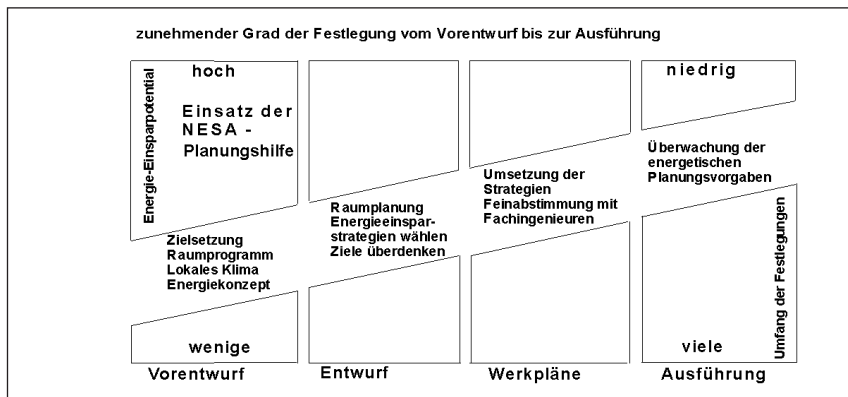 zunehmender Grad der Festlegung vom Vorentwurf bis zur Ausführung
Energie-Einsparpotential
hoch
Einsatz der
NESA -
Planungshilfe
niedrig
Zielsetzung
Raumprogramm
Lokales Klima
Energiekonzept
Raumplanung
Energieeinspar-
strategien wählen
Ziele überdenken
Umsetzung der
Strategien
Feinabstimmung mit
Fachingenieuren
Überwachung der
energetischen
Planungsvorgaben
wenige
viele
Umfang der Festlegungen
Vorentwurf
Entwurf
Werkpläne
Ausführung